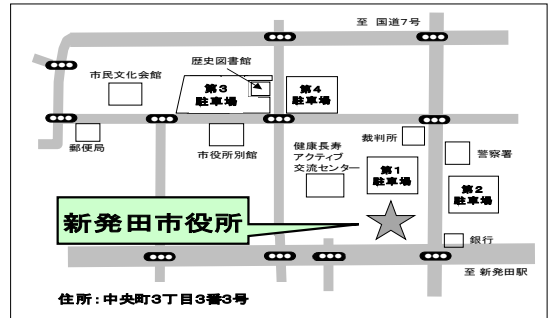 至 国道7号
歴史図書館
市民文化会館
第3
駐車場
第4
駐車場
郵便局
市役所別館
健康長寿
アクティブ
交流センター
裁判所
警察署
第1
駐車場
第2
駐車場
新発田市役所
銀行
至 新発田駅
住所：中央町3丁目3番3号